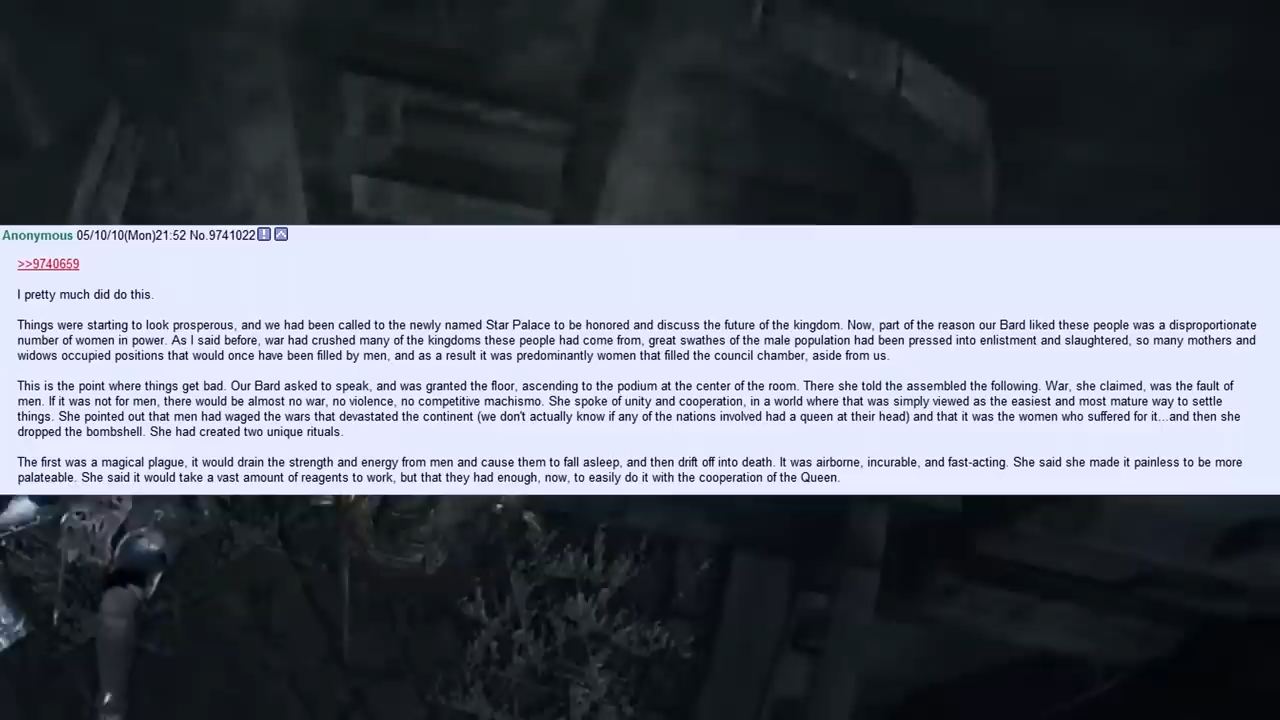 Anonymous 05/10/10(Mon)21:52 No.9741022
>>9740659
I pretty much did do this.
Things were starting to look prosperous, and we had been called to the newly named Star Palace to be honored and discuss the future of the kingdom. Now, part of the reason our Bard liked these people was a disproportionate
number of women in power. As I said before, war had crushed many of the kingdoms these people had come from, great swathes of the male population had been pressed into enlistment and slaughtered, so many mothers and
widows occupied positions that would once have been filled by men, and as a result it was predominantly women that filled the council chamber, aside from us.
This is the point where things get bad. Our Bard asked to speak, and was granted the floor, ascending to the podium at the center of the room. There she told the assembled the following. War, she claimed, was the fault of
men. If it was not for men, there would be almost no war, no violence, no competitive machismo. She spoke of unity and cooperation, in a world where that was simply viewed as the easiest and most mature way to settle
things. She pointed out that men had waged the wars that devastated the continent (we don't actually know if any of the nations involved had a queen at their head) and that it was the women who suffered for it...and then she
dropped the bombshell. She had created two unique rituals.
The first was a magical plague, it would drain the strength and energy from men and cause them to fall asleep, and then drift off into death. It was airborne, incurable, and fast-acting. She said she made it painless to be more
palateable. She said it would take a vast amount of reagents to work, but that they had enough, now, to easily do it with the cooperation of the Queen.